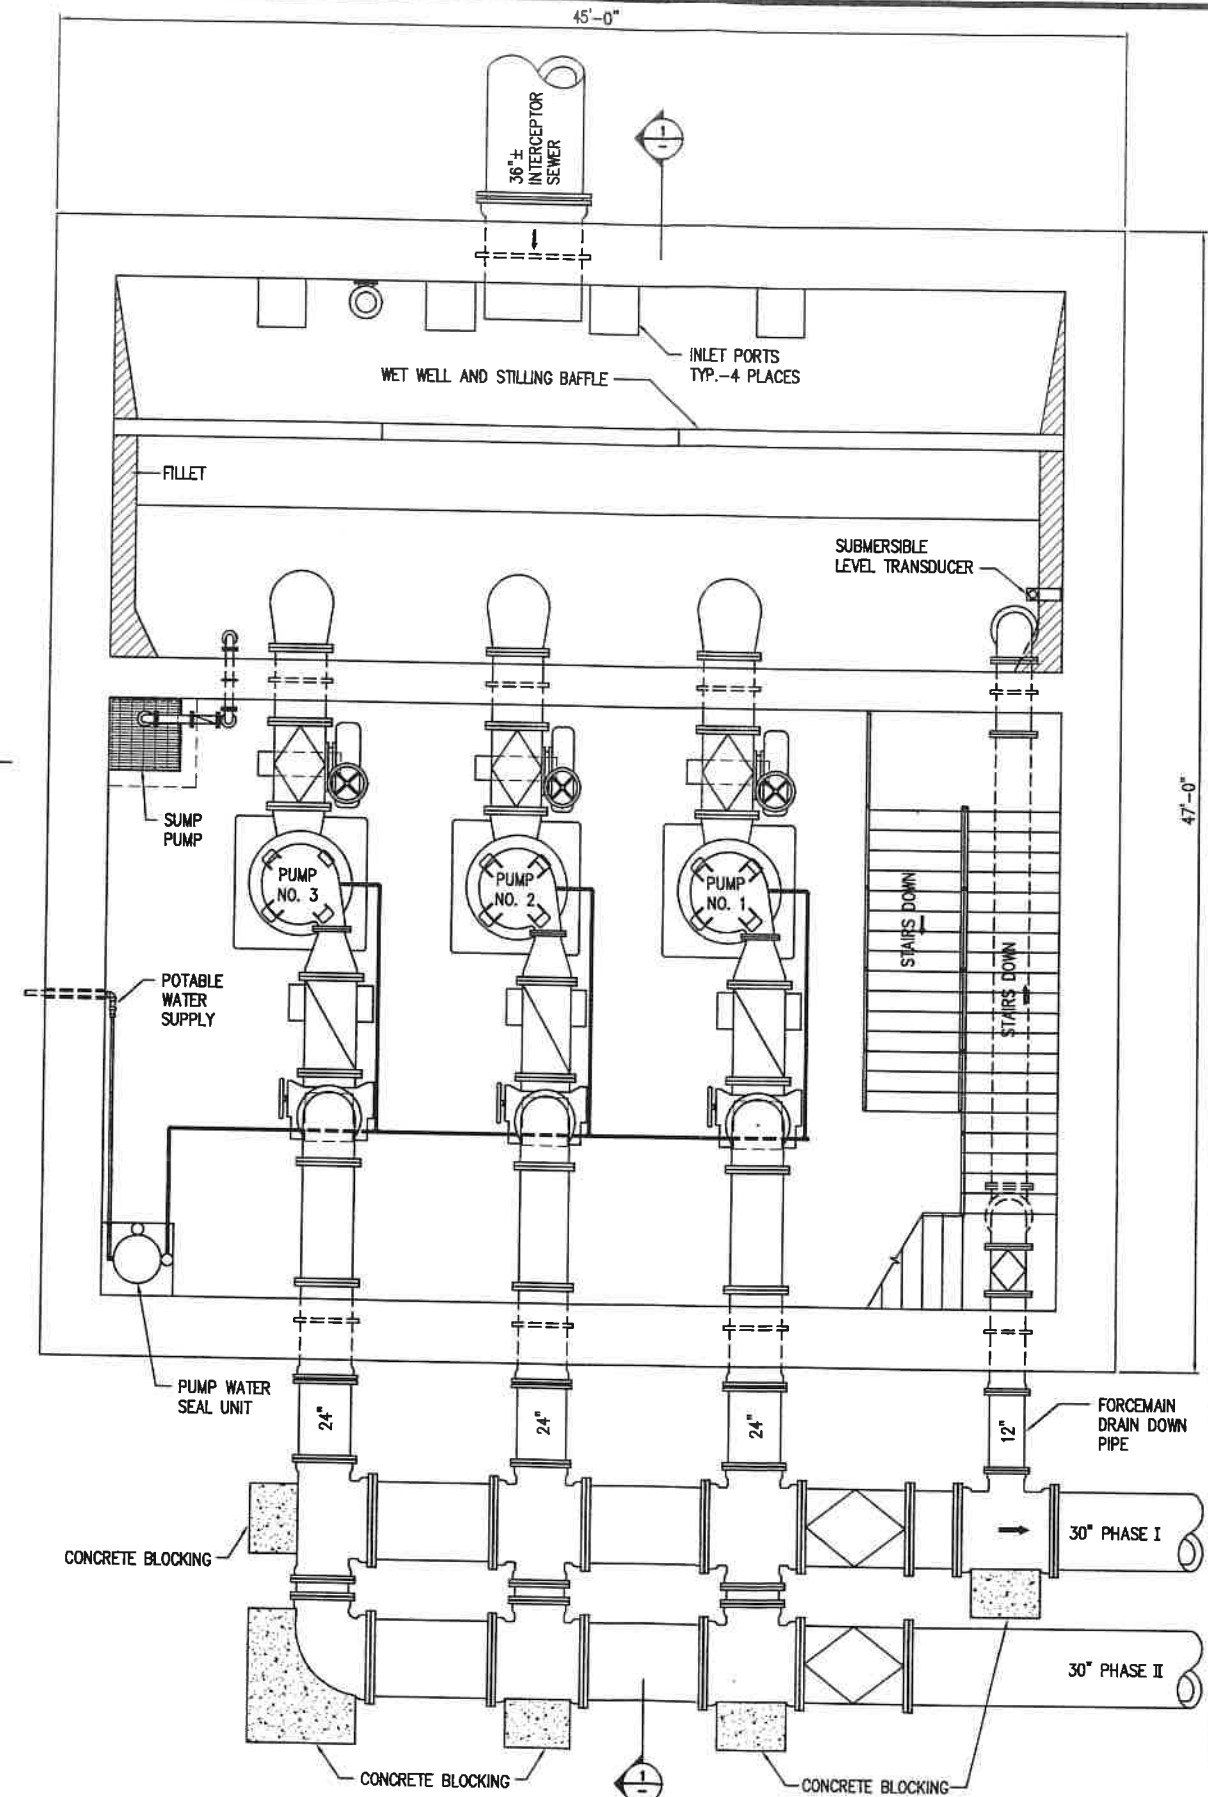 45'-0"
36"±
INTERCEPTOR
SEWER
1
-
INLET PORTS
TYP.-4 PLACES
WET WELL AND STILLING BAFFLE
FILLET
SUBMERSIBLE
LEVEL TRANSDUCER
47'-0"
SUMP
PUMP
PUMP
NO. 3
PUMP
NO. 2
PUMP
NO. 1
STAIRS DOWN
STAIRS DOWN
POTABLE
WATER
SUPPLY
PUMP WATER
SEAL UNIT
24"
24"
24"
12"
FORCEMAIN
DRAIN DOWN
PIPE
CONCRETE BLOCKING
30" PHASE I
30" PHASE II
CONCRETE BLOCKING
1
-
CONCRETE BLOCKING